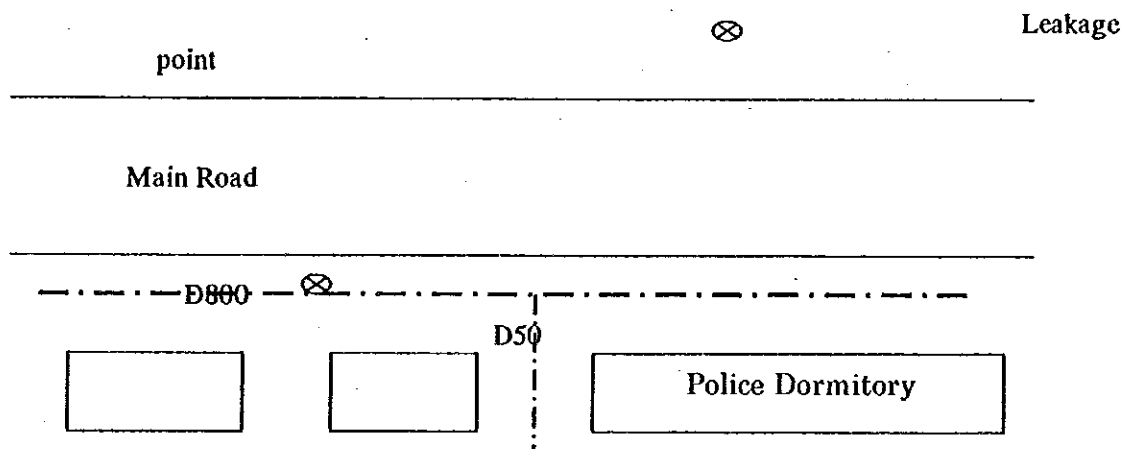 Leakage
point
Main Road
D800
D50
Police Dormitory